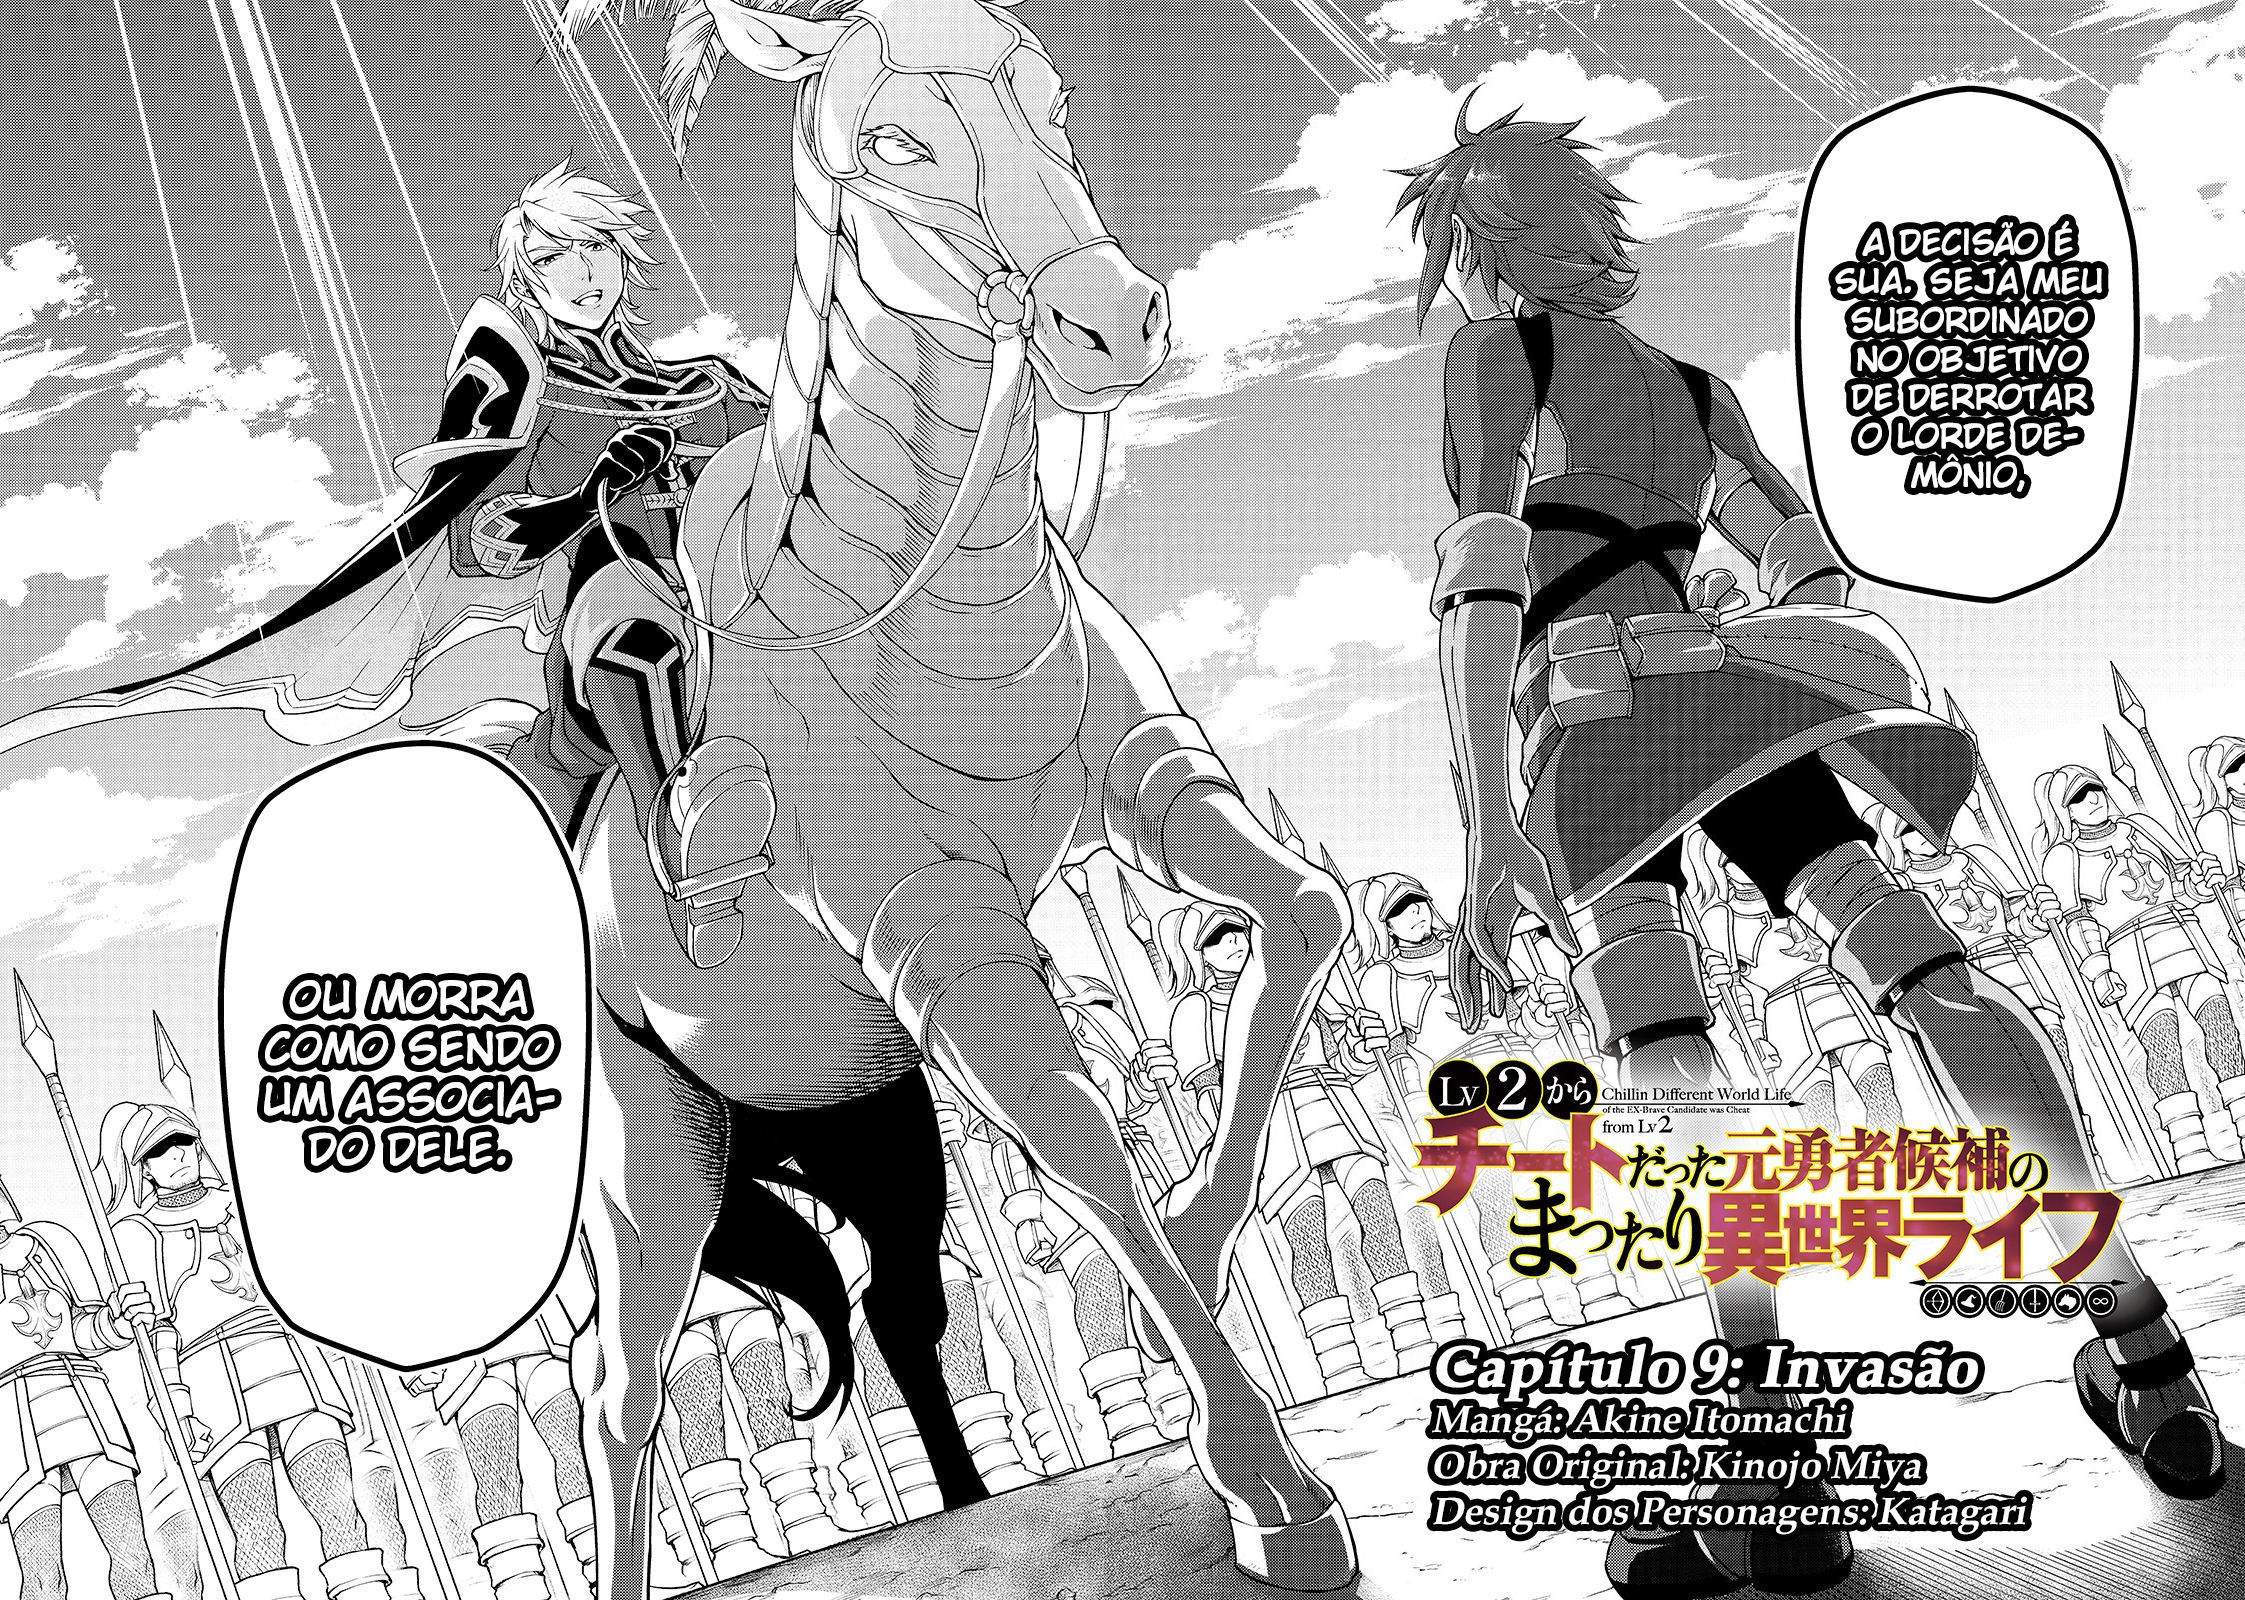 A DECISÃO É
SUA. SEJA MEU
SUBORDINADO
NO OBJETIVO
DE DERROTAR
O LORDE DE-
MÔNIO,
OU MORRA
COMO SENDO
UM ASSOCIA-
DO DELE.
Lv2から
Chillin Different World Life
of the EX-Brave Candidate was Cheat
from Lv2
チートだった元勇者候補の
まったり異世界ライフ
Capítulo 9: Invasão
Mangá: Akine Itomachi
Obra Original: Kinojo Miya
Design dos Personagens: Katagari